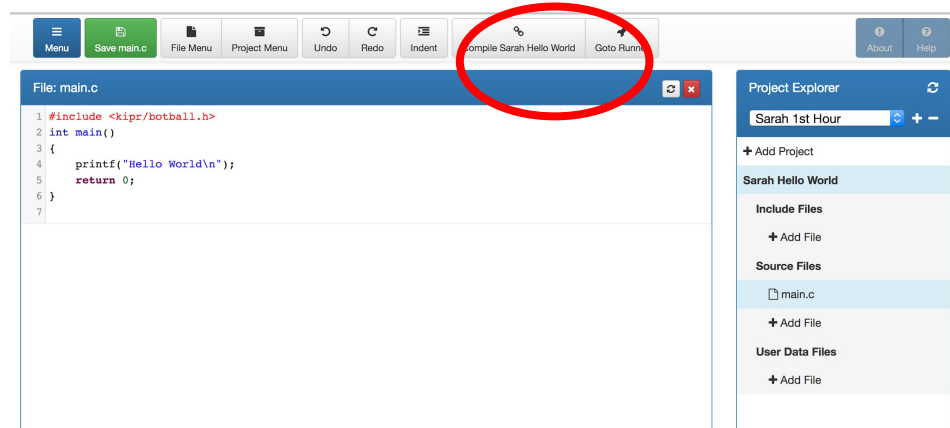 Menu
Save main.c
File Menu
Project Menu
Undo
Redo
Indent
Compile Sarah Hello World
Goto Runner
About
Help
File: main.c
1 #include <kipr/botball.h>
2 int main()
3 {
4     printf("Hello World\n");
5     return 0;
6 }
7
Project Explorer
Sarah 1st Hour
Add Project
Sarah Hello World
Include Files
Add File
Source Files
main.c
Add File
User Data Files
Add File